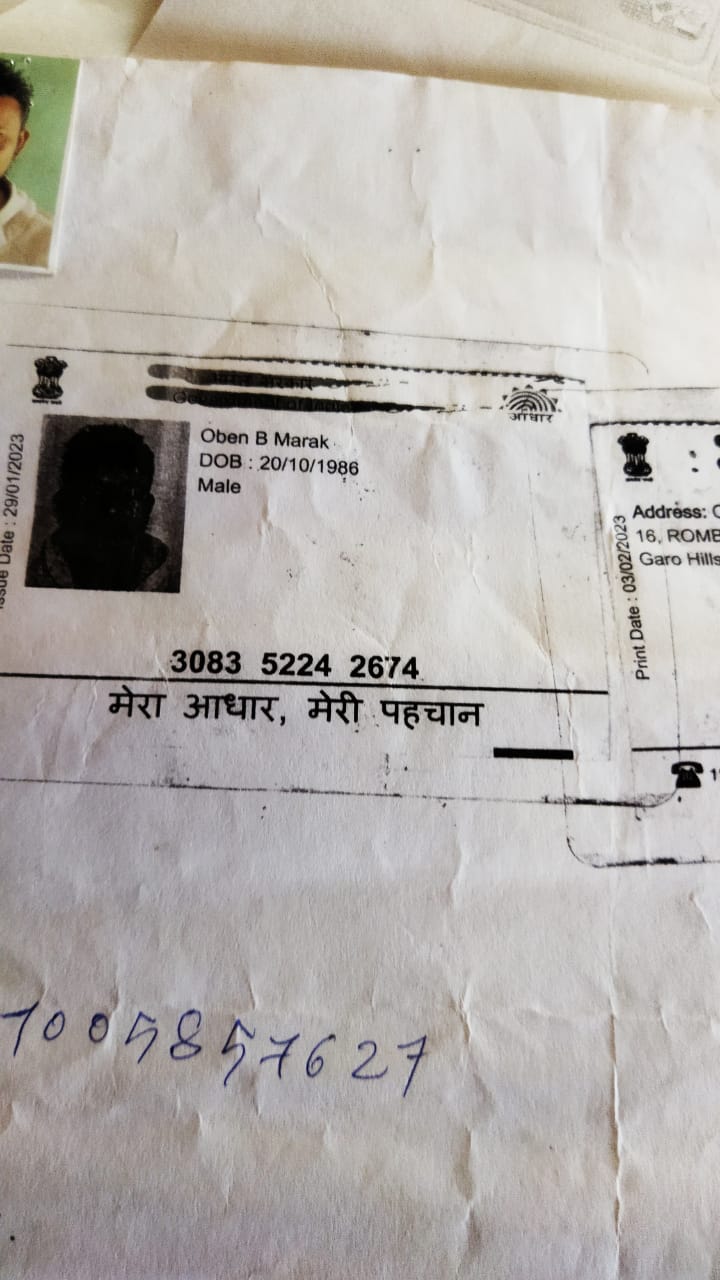 आधार
Oben B Marak
DOB : 20/10/1986
Male
Issue Date : 29/01/2023
3083 5224 2674
मेरा आधार, मेरी पहचान
Address:
16, ROMB
Garo Hills
Print Date : 03/02/2023
7005857627